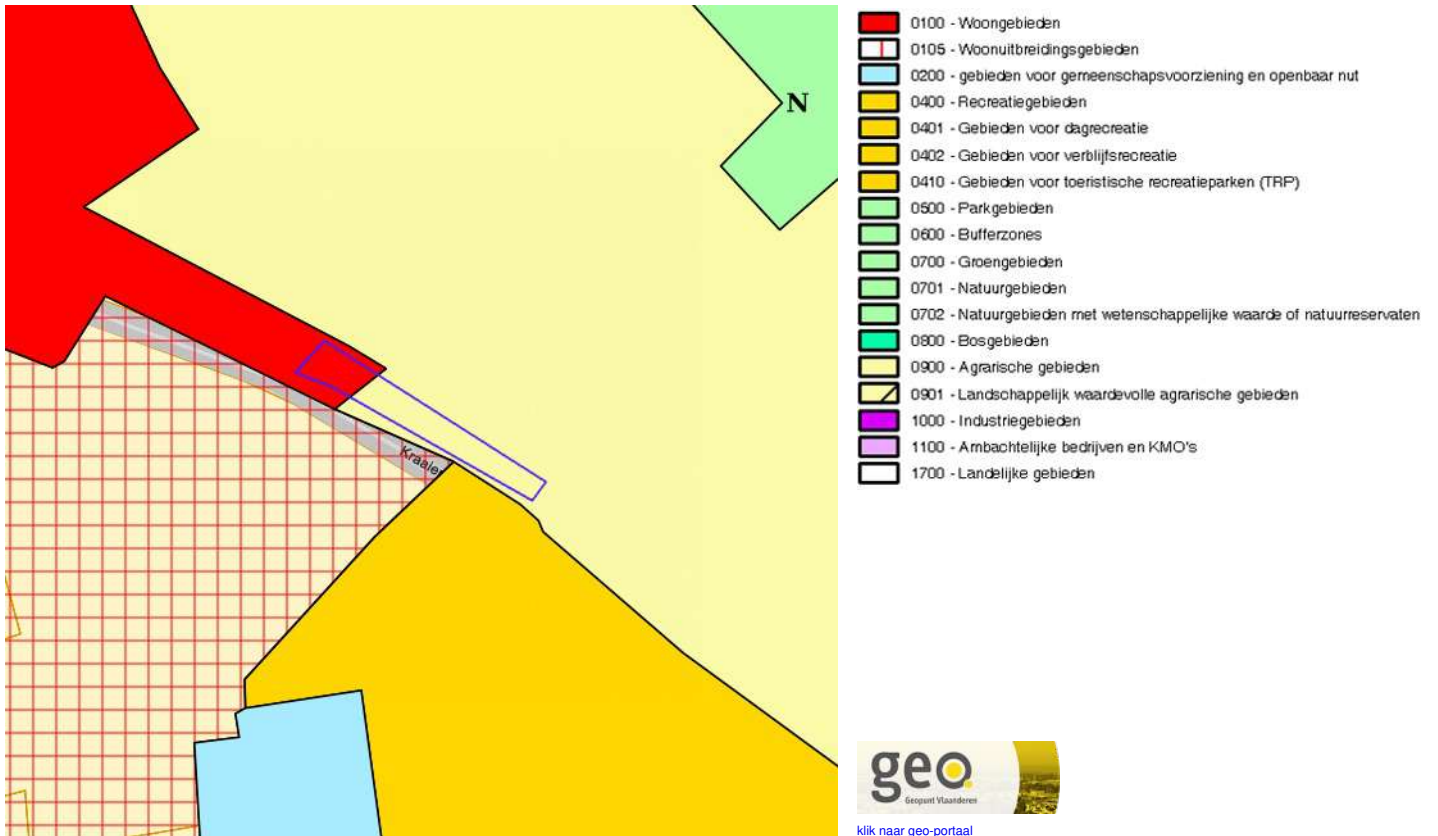 N
Kraale
0100 - Woongebieden
0105 - Woonuitbreidingsgebieden
0200 - gebieden voor gemeenschapsvoorziening en openbaar nut
0400 - Recreatiegebieden
0401 - Gebieden voor dagrecreatie
0402 - Gebieden voor verblijfsrecreatie
0410 - Gebieden voor toeristische recreatieparken (TRP)
0500 - Parkgebieden
0600 - Bufferzones
0700 - Groengebieden
0701 - Natuurgebieden
0702 - Natuurgebieden met wetenschappelijke waarde of natuurreservaten
0800 - Bosgebieden
0900 - Agrarische gebieden
0901 - Landschappelijk waardevolle agrarische gebieden
1000 - Industriegebieden
1100 - Ambachtelijke bedrijven en KMO's
1700 - Landelijke gebieden
geo
Geopunt Vlaanderen
klik naar geo-portaal